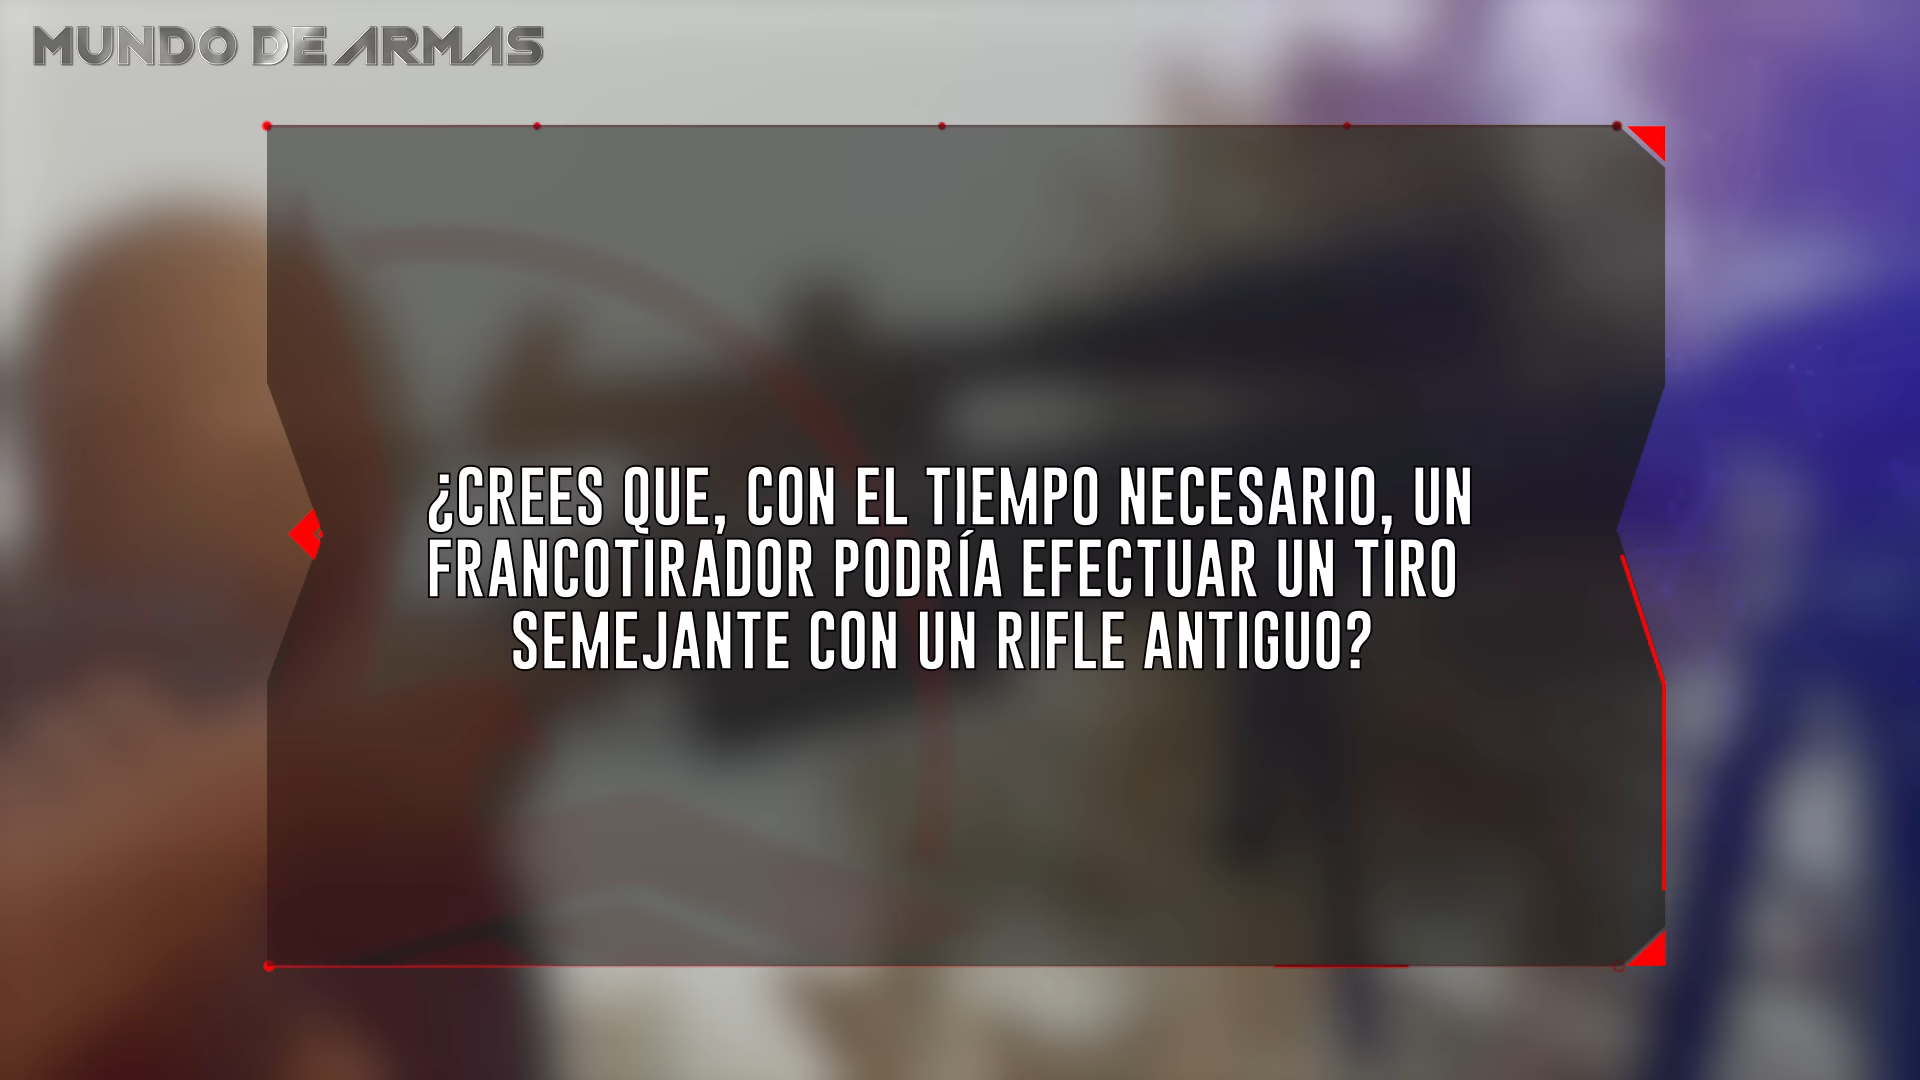 MUNDO DE ARMAS
¿CREES QUE, CON EL TIEMPO NECESARIO, UN
FRANCOTIRADOR PODRÍA EFECTUAR UN TIRO
SEMEJANTE CON UN RIFLE ANTIGUO?